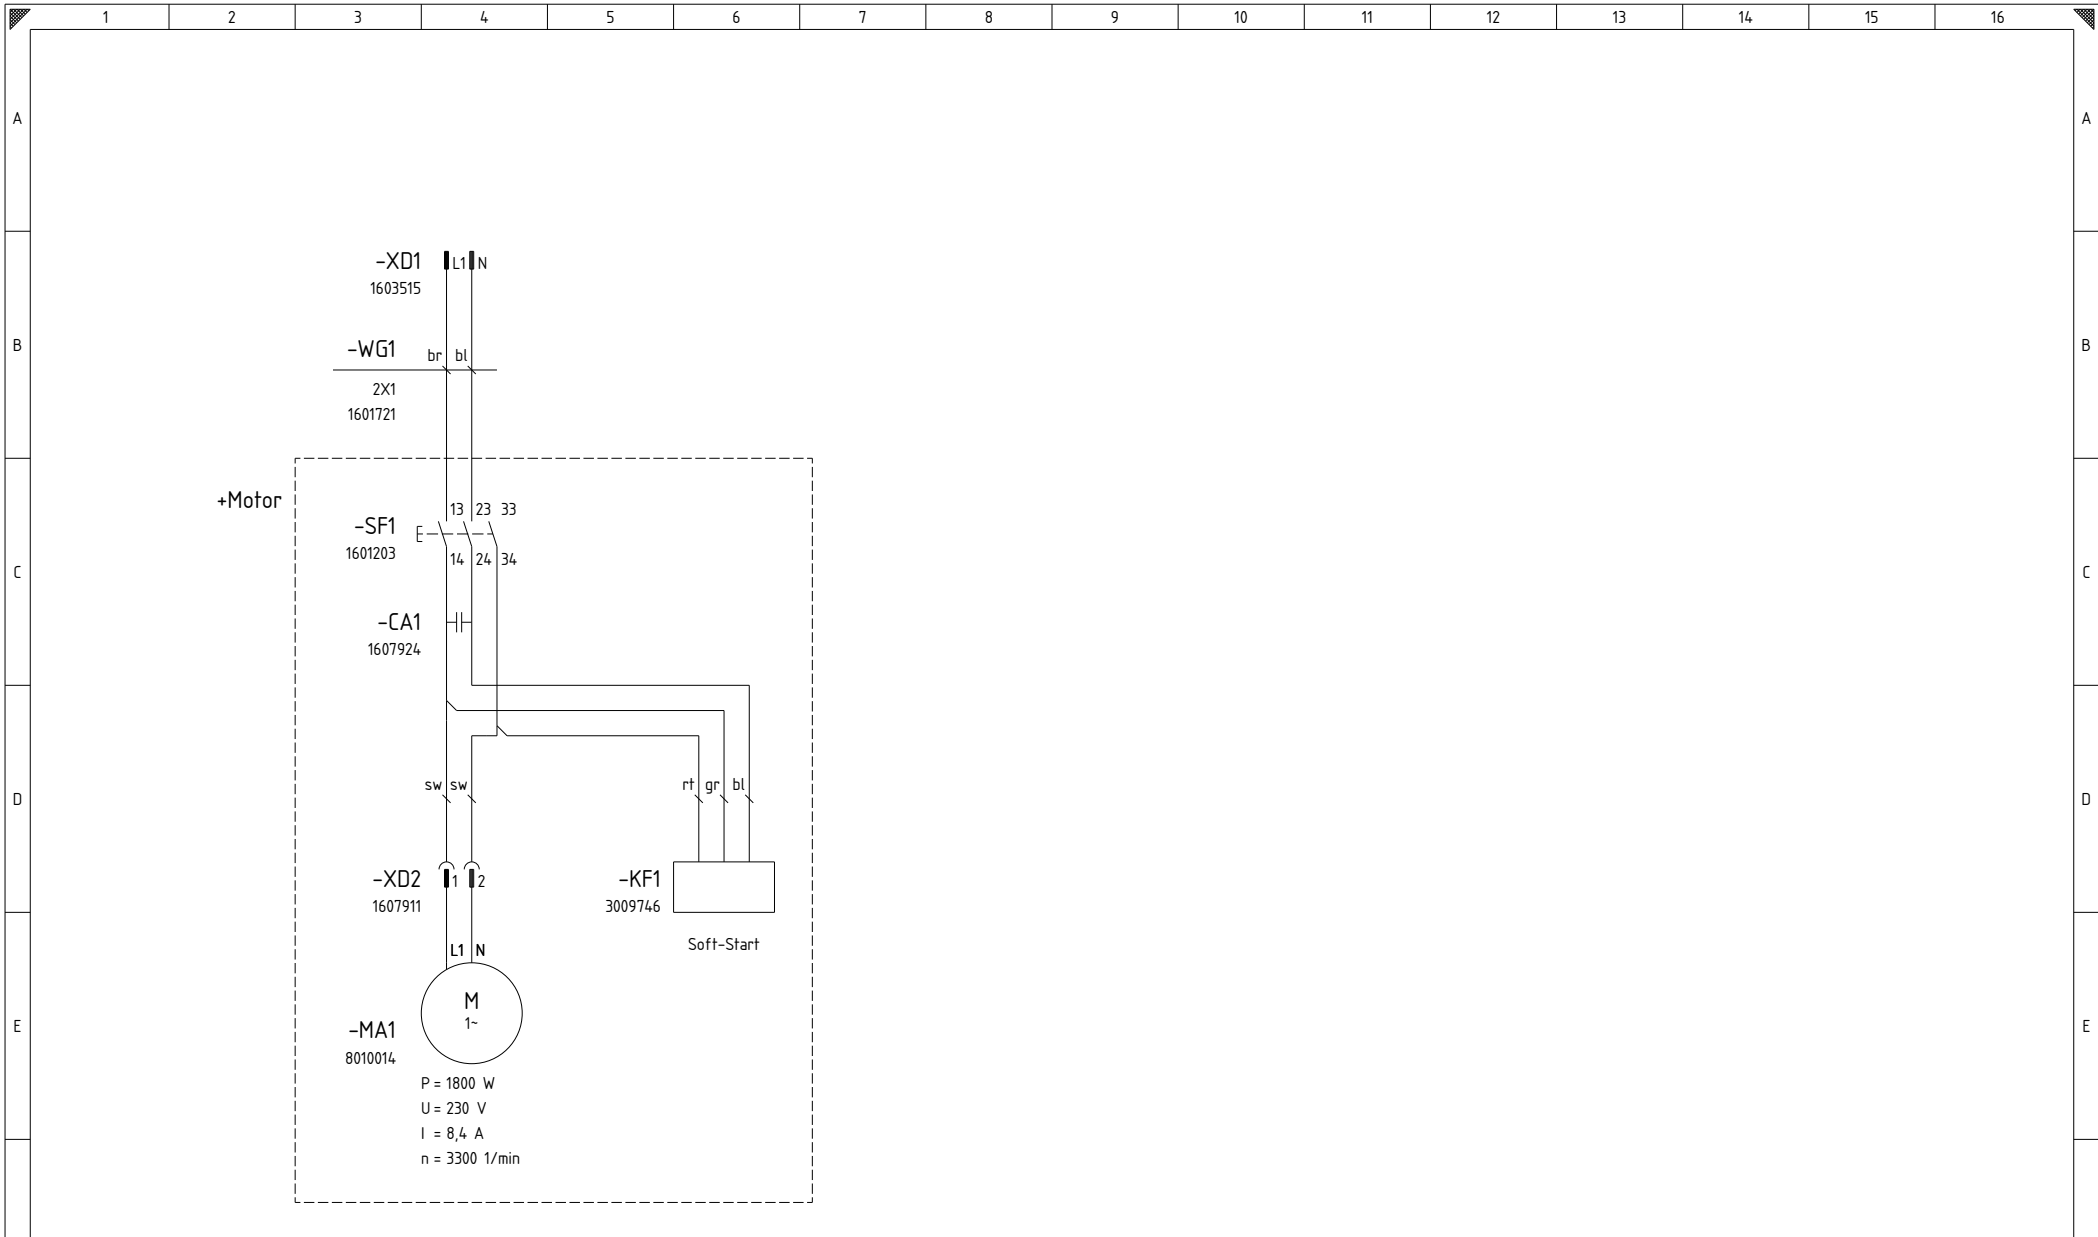 1 2 3 4 5 6 7 8 9 10 11 12 13 14 15 16
A A
-XD1 L1 N
1603515
B B
-WG1 br bl
2X1
1601721
+Motor
13 23 33
-SF1
1601203
14 24 34
C C
-CA1
1607924
sw sw rt gr bl
D D
-XD2 1 2 -KF1
1607911 3009746
L1 N Soft-Start
M
1~
E E
-MA1
8010014
P = 1800 W
U = 230 V
I = 8,4 A
n = 3300 1/min